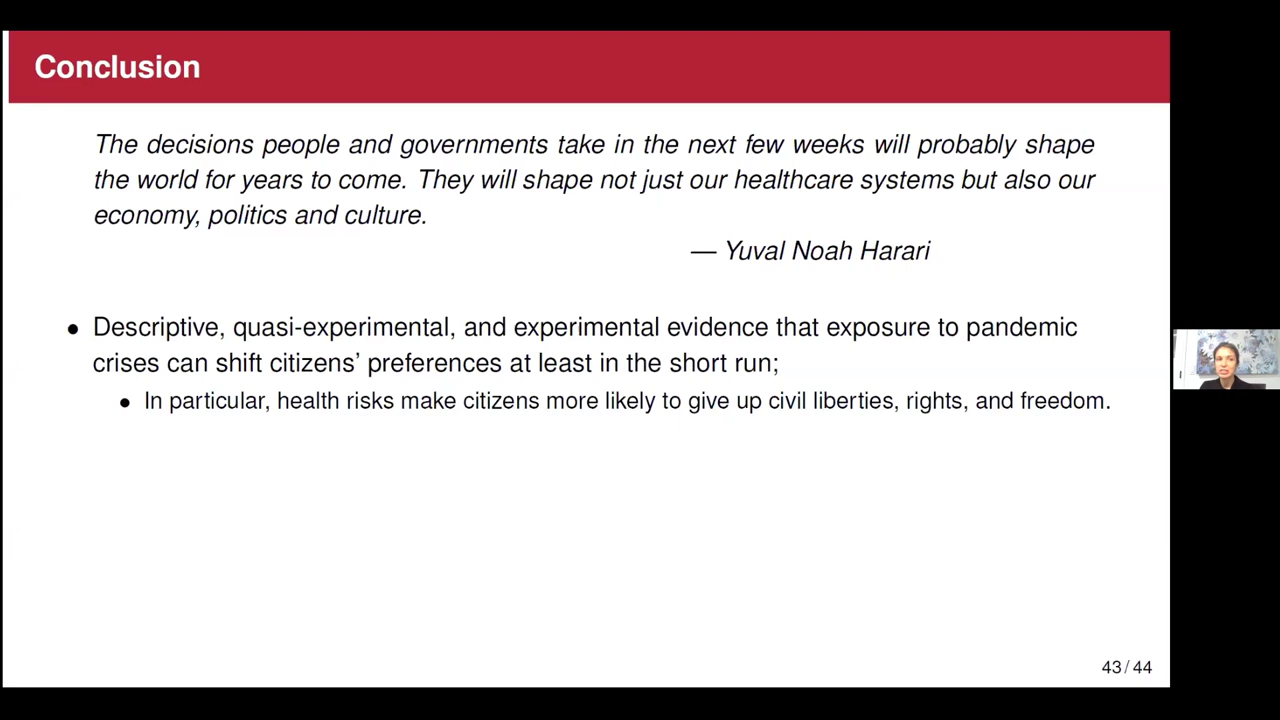 Conclusion
The decisions people and governments take in the next few weeks will probably shape
the world for years to come. They will shape not just our healthcare systems but also our
economy, politics and culture.
— Yuval Noah Harari
• Descriptive, quasi-experimental, and experimental evidence that exposure to pandemic
crises can shift citizens’ preferences at least in the short run;
• In particular, health risks make citizens more likely to give up civil liberties, rights, and freedom.
43 / 44